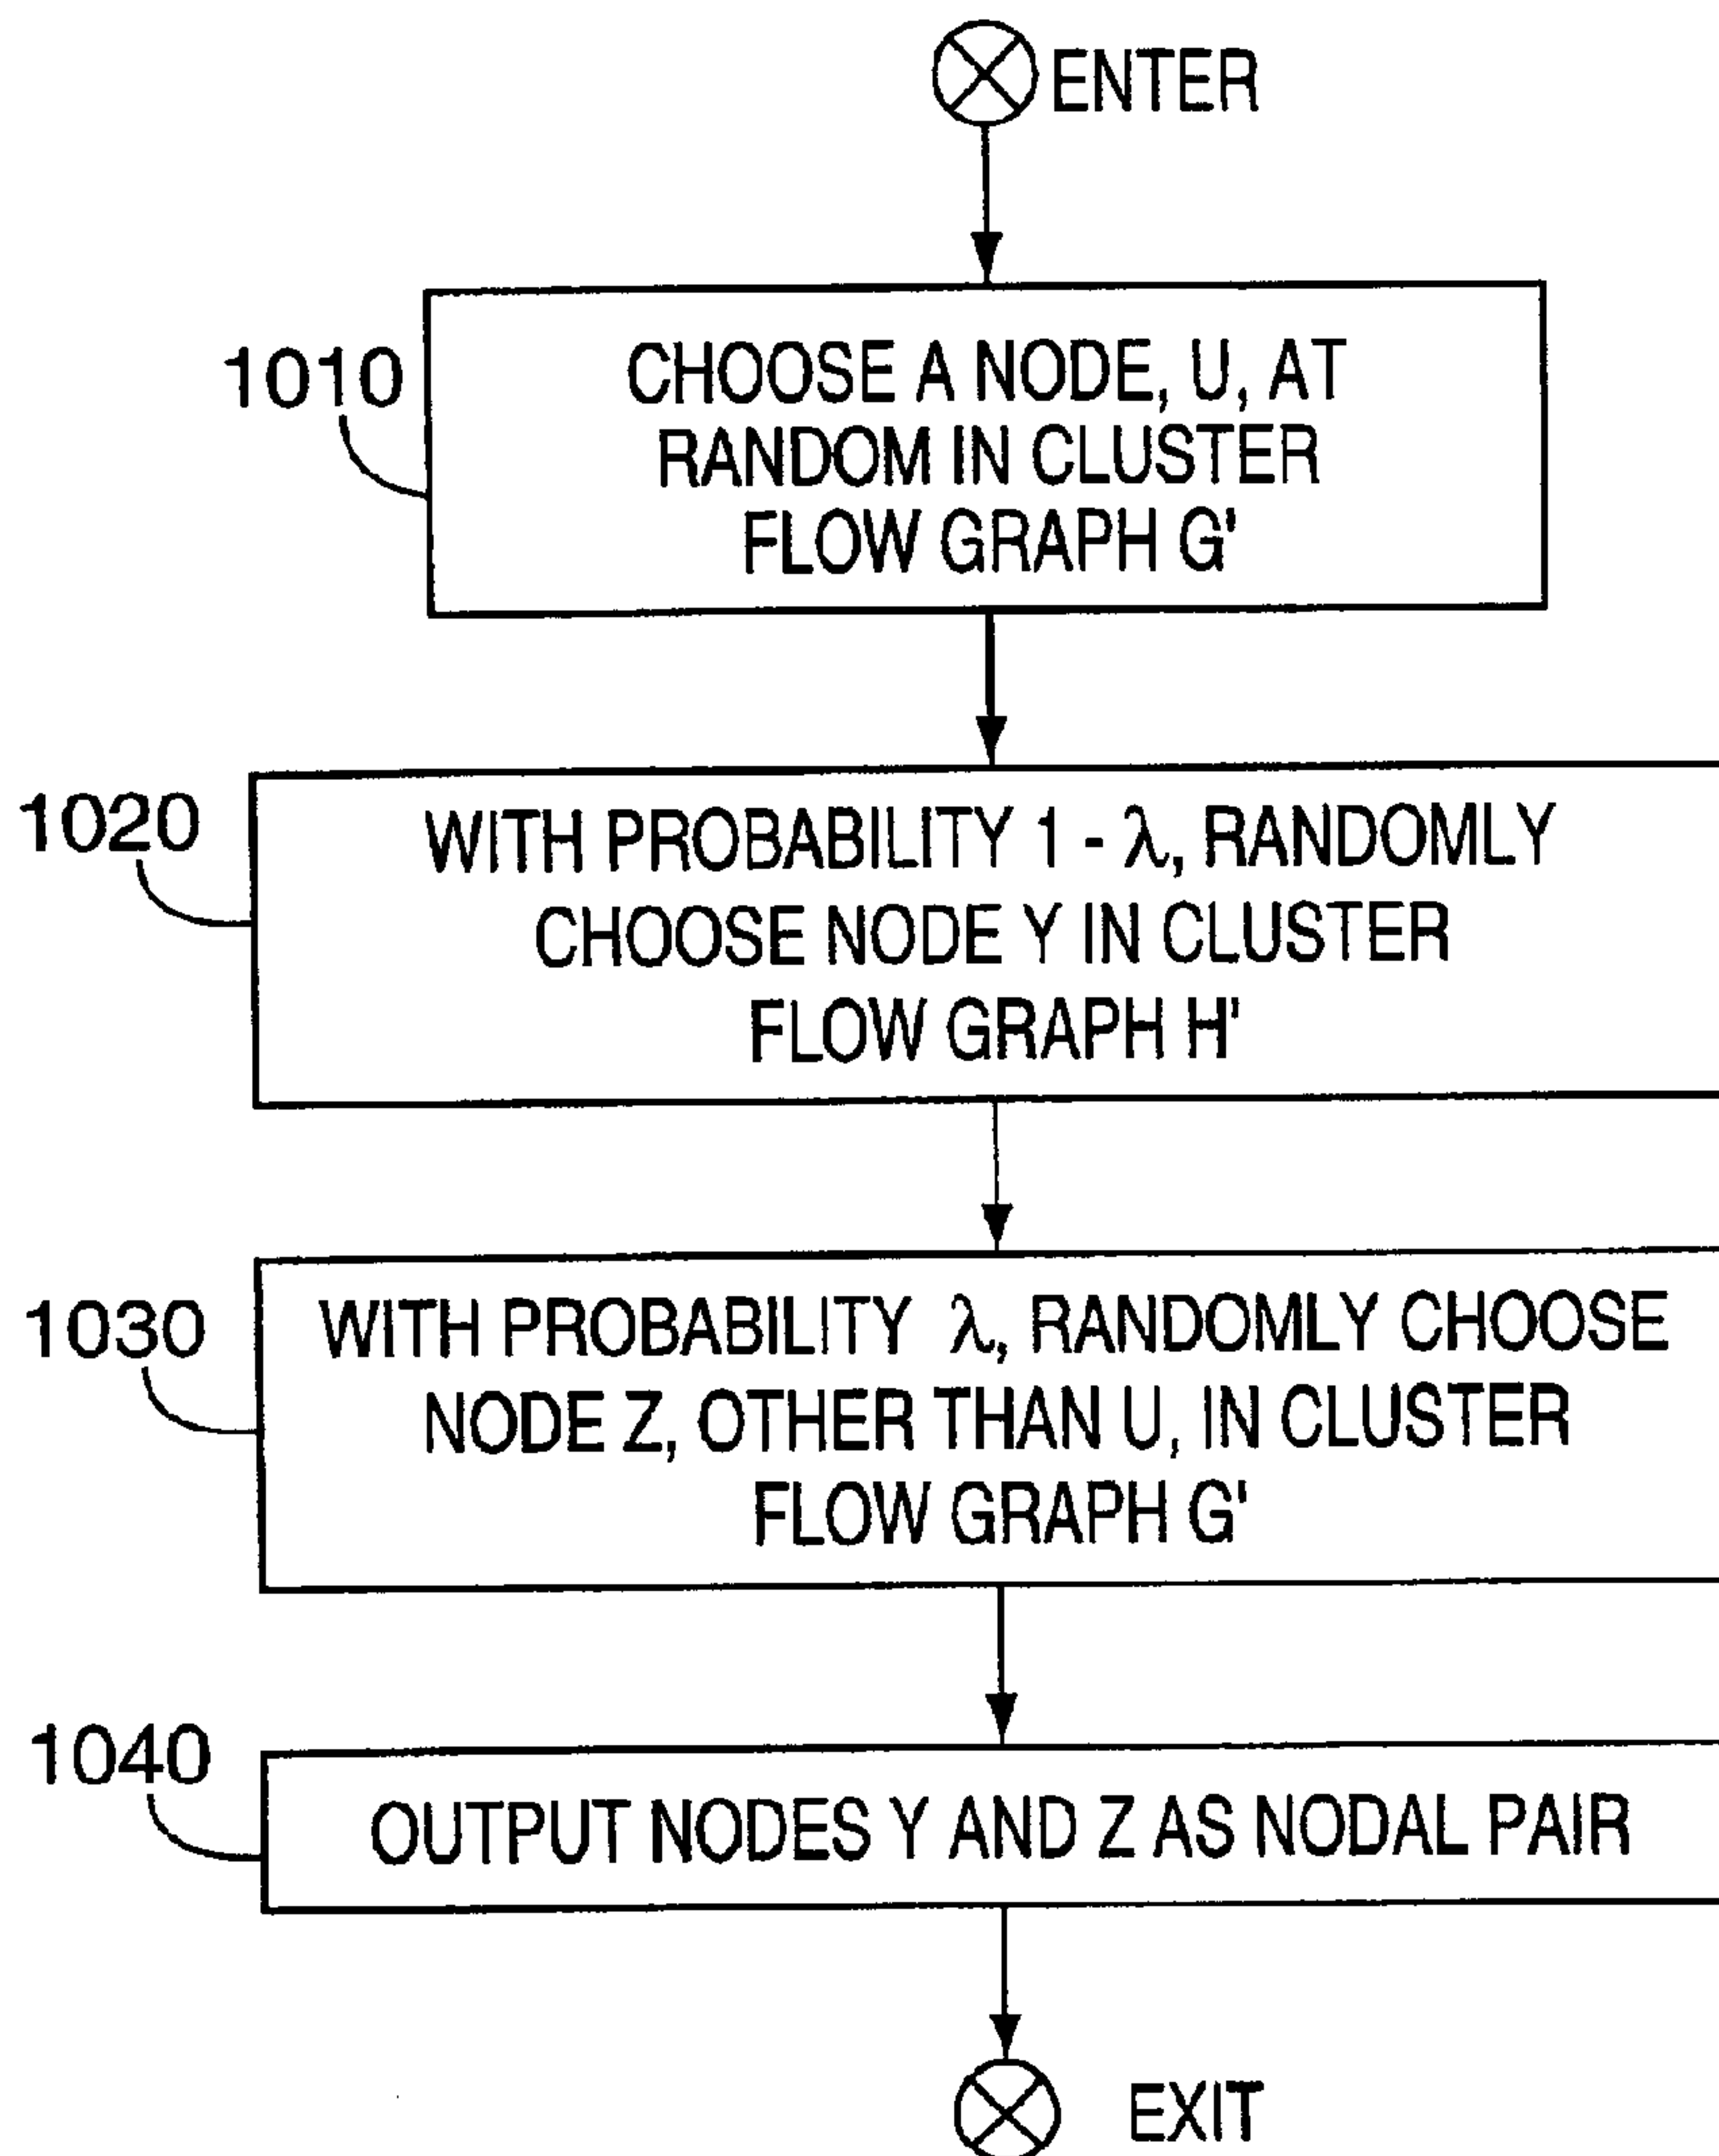 ENTER
1010
CHOOSE A NODE, U, AT
RANDOM IN CLUSTER
FLOW GRAPH G'
1020
WITH PROBABILITY 1 - λ, RANDOMLY
CHOOSE NODE Y IN CLUSTER
FLOW GRAPH H'
1030
WITH PROBABILITY λ, RANDOMLY CHOOSE
NODE Z, OTHER THAN U, IN CLUSTER
FLOW GRAPH G'
1040
OUTPUT NODES Y AND Z AS NODAL PAIR
EXIT